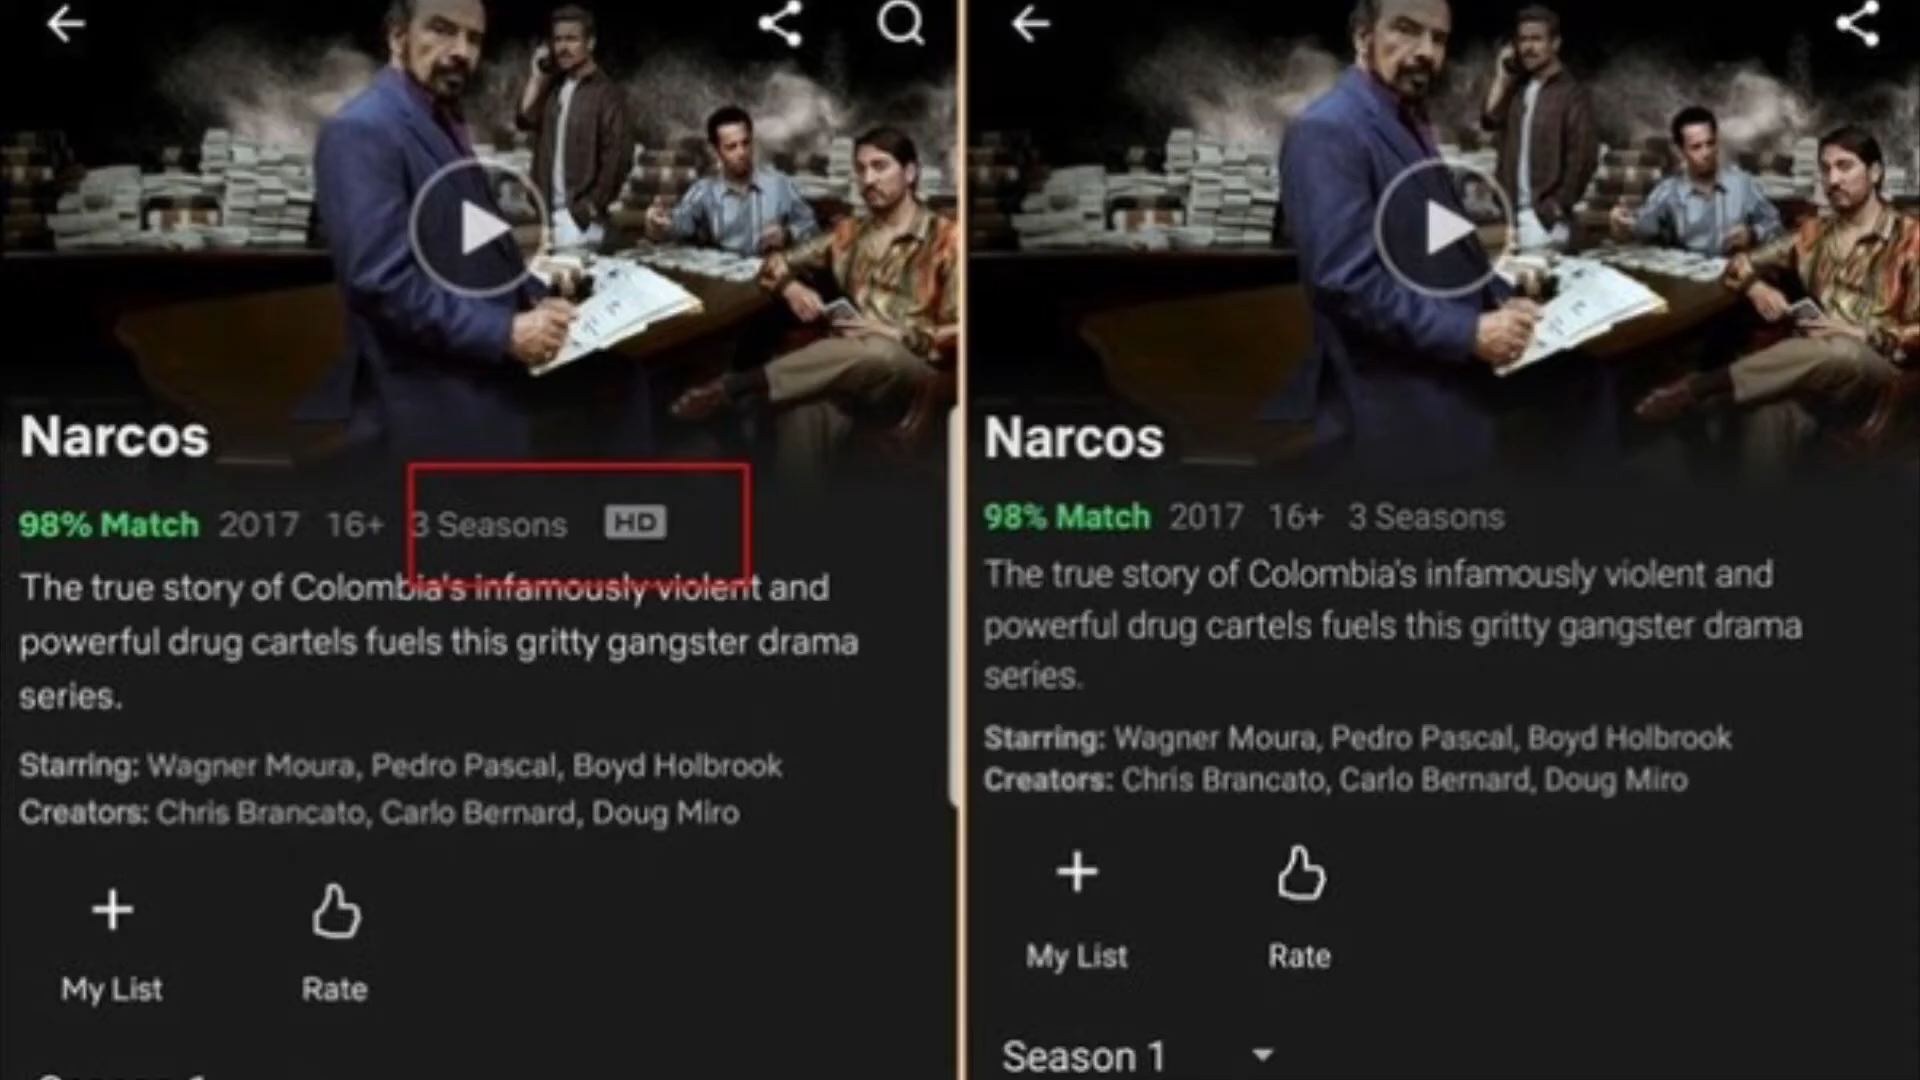 Narcos
98% Match 2017 16+ 3 Seasons HD
The true story of Colombia's infamously violent and
powerful drug cartels fuels this gritty gangster drama
series.
Starring: Wagner Moura, Pedro Pascal, Boyd Holbrook
Creators: Chris Brancato, Carlo Bernard, Doug Miro
My List Rate
Narcos
98% Match 2017 16+ 3 Seasons
The true story of Colombia's infamously violent and
powerful drug cartels fuels this gritty gangster drama
series.
Starring: Wagner Moura, Pedro Pascal, Boyd Holbrook
Creators: Chris Brancato, Carlo Bernard, Doug Miro
My List Rate
Season 1